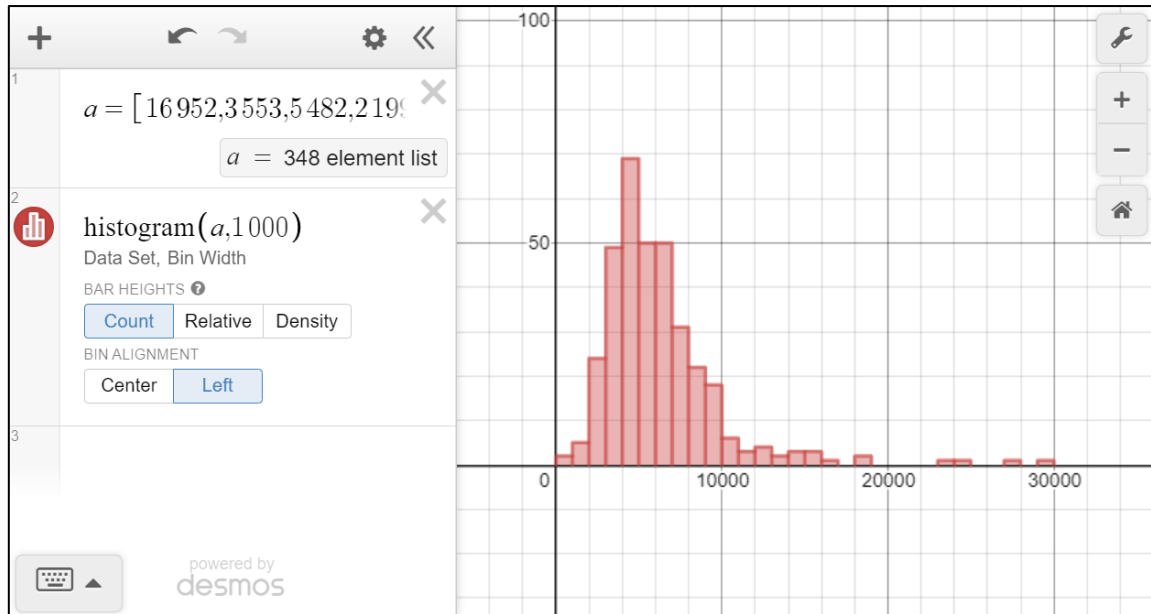 1
a = [16952,3553,5482,219
a = 348 element list
2
histogram(a,1000)
Data Set, Bin Width
BAR HEIGHTS ?
Count Relative Density
BIN ALIGNMENT
Center Left
3
powered by
desmos
100
50
0 10000 20000 30000